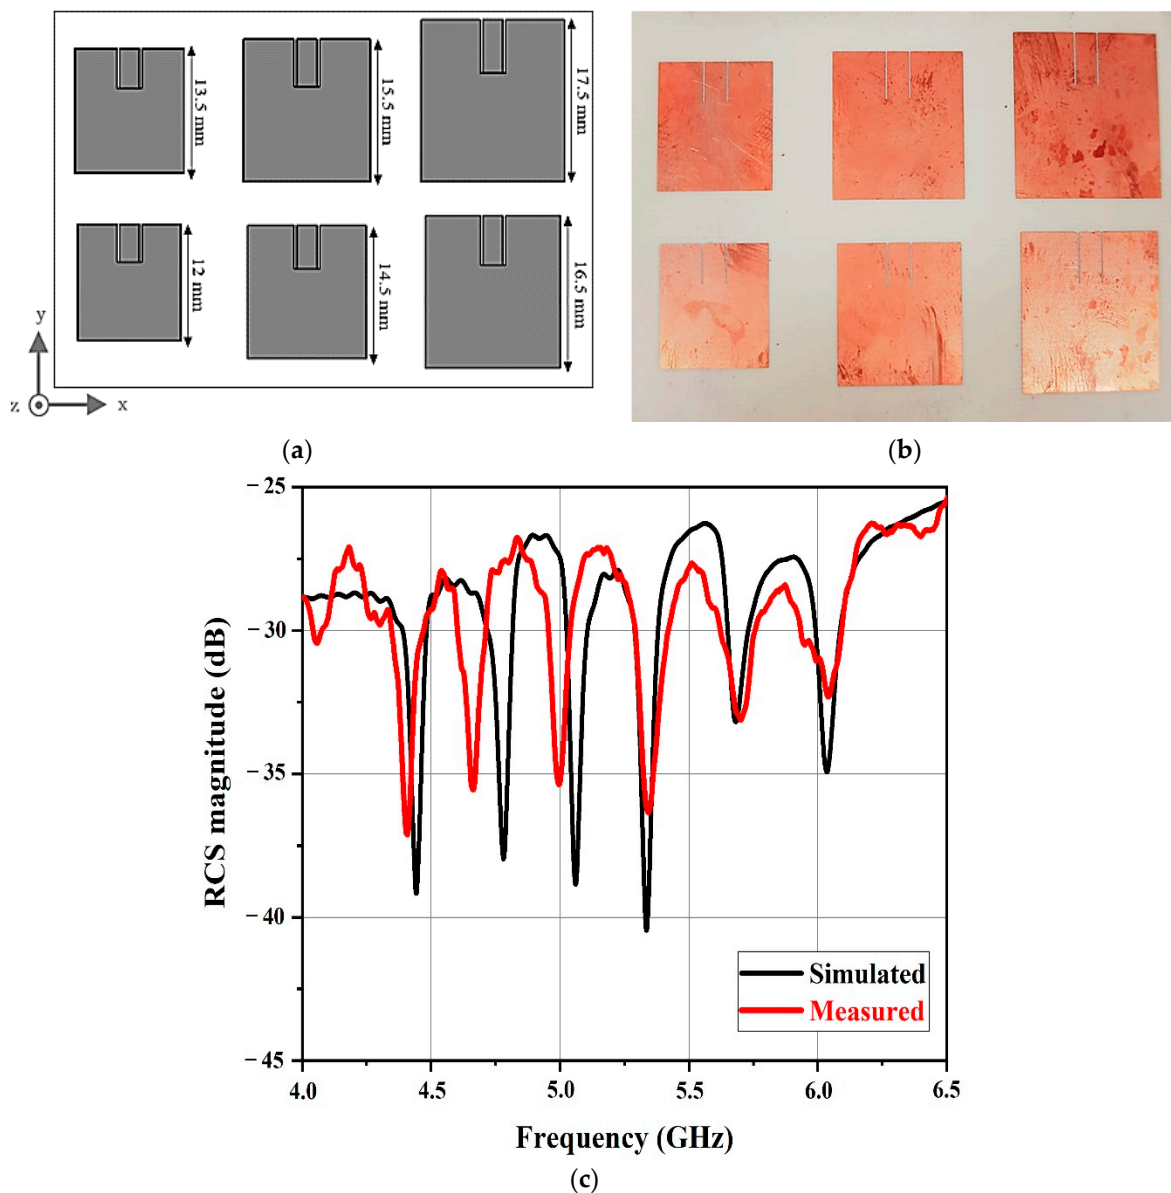 13.5 mm
15.5 mm
17.5 mm
12 mm
14.5 mm
16.5 mm
y
z
x
(a)
(b)
−25
−30
−35
−40
−45
RCS magnitude (dB)
Simulated
Measured
4.0 4.5 5.0 5.5 6.0 6.5
Frequency (GHz)
(c)